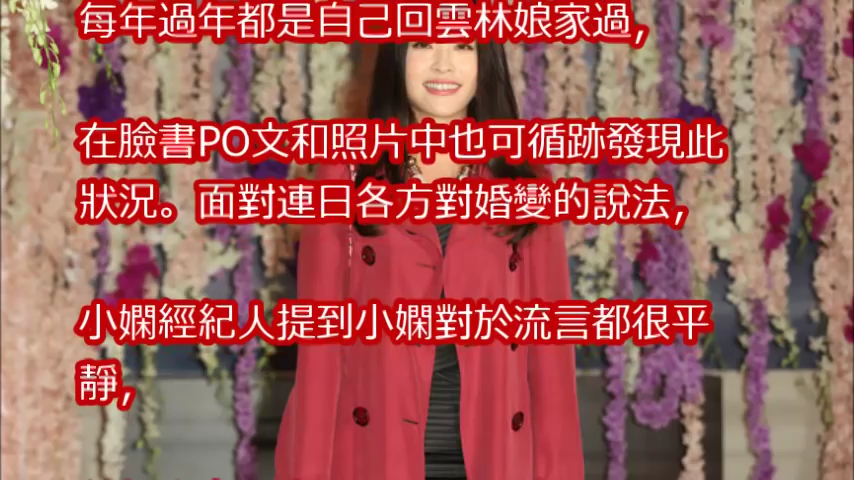 每年過年都是自己回雲林娘家過，
在臉書PO文和照片中也可循跡發現此
狀況。面對連日各方對婚變的說法，
小嫻經紀人提到小嫻對於流言都很平
靜，